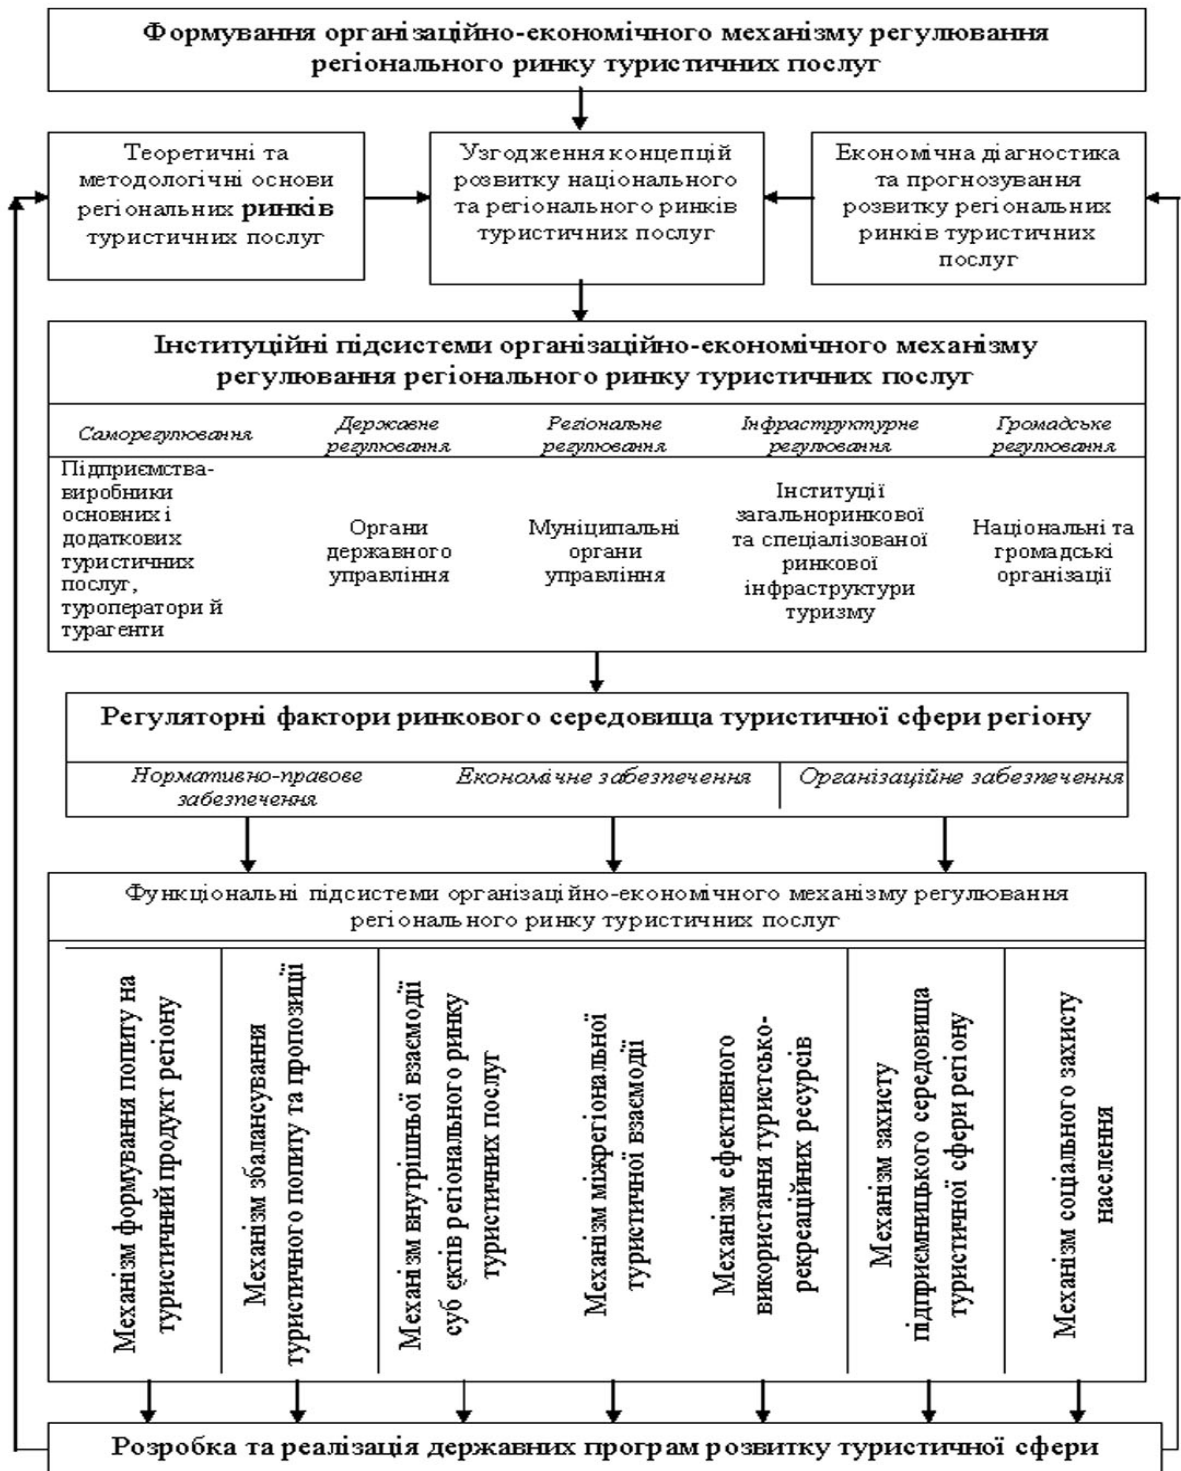 Формування організаційно-економічного механізму регулювання
регіонального ринку туристичних послуг
Теоретичні та
методологічні основи
регіональних ринків
туристичних послуг
Узгодження концепцій
розвитку національного
та регіонального ринків
туристичних послуг
Економічна діагностика
та прогнозування
розвитку регіональних
ринків туристичних
послуг
Інституційні підсистеми організаційно-економічного механізму
регулювання регіонального ринку туристичних послуг
Саморегулювання
Державне
регулювання
Регіональне
регулювання
Інфраструктурне
регулювання
Громадське
регулювання
Підприємства-
виробники
основних і
додаткових
туристичних
послуг,
туроператори й
турагенти
Органи
державного
управління
Муніципальні
органи
управління
Інституції
загальноринкової
та спеціалізованої
ринкової
інфраструктури
туризму
Національні та
громадські
організації
Регуляторні фактори ринкового середовища туристичної сфери регіону
Нормативно-правове
забезпечення
Економічне забезпечення
Організаційне забезпечення
Функціональні підсистеми організаційно-економічного механізму регулювання
регіонального ринку туристичних послуг
Механізм формування попиту на
туристичний продукт регіону
Механізм збалансування
туристичного попиту та пропозиції
Механізм внутрішньої взаємодії
суб єктів регіонального ринку
туристичних послуг
Механізм міжрегіональної
туристичної взаємодії
Механізм ефективного
використання туристсько-
рекреаційних ресурсів
Механізм захисту
підприємницького середовища
туристичної сфери регіону
Механізм соціального захисту
населення
Розробка та реалізація державних програм розвитку туристичної сфери